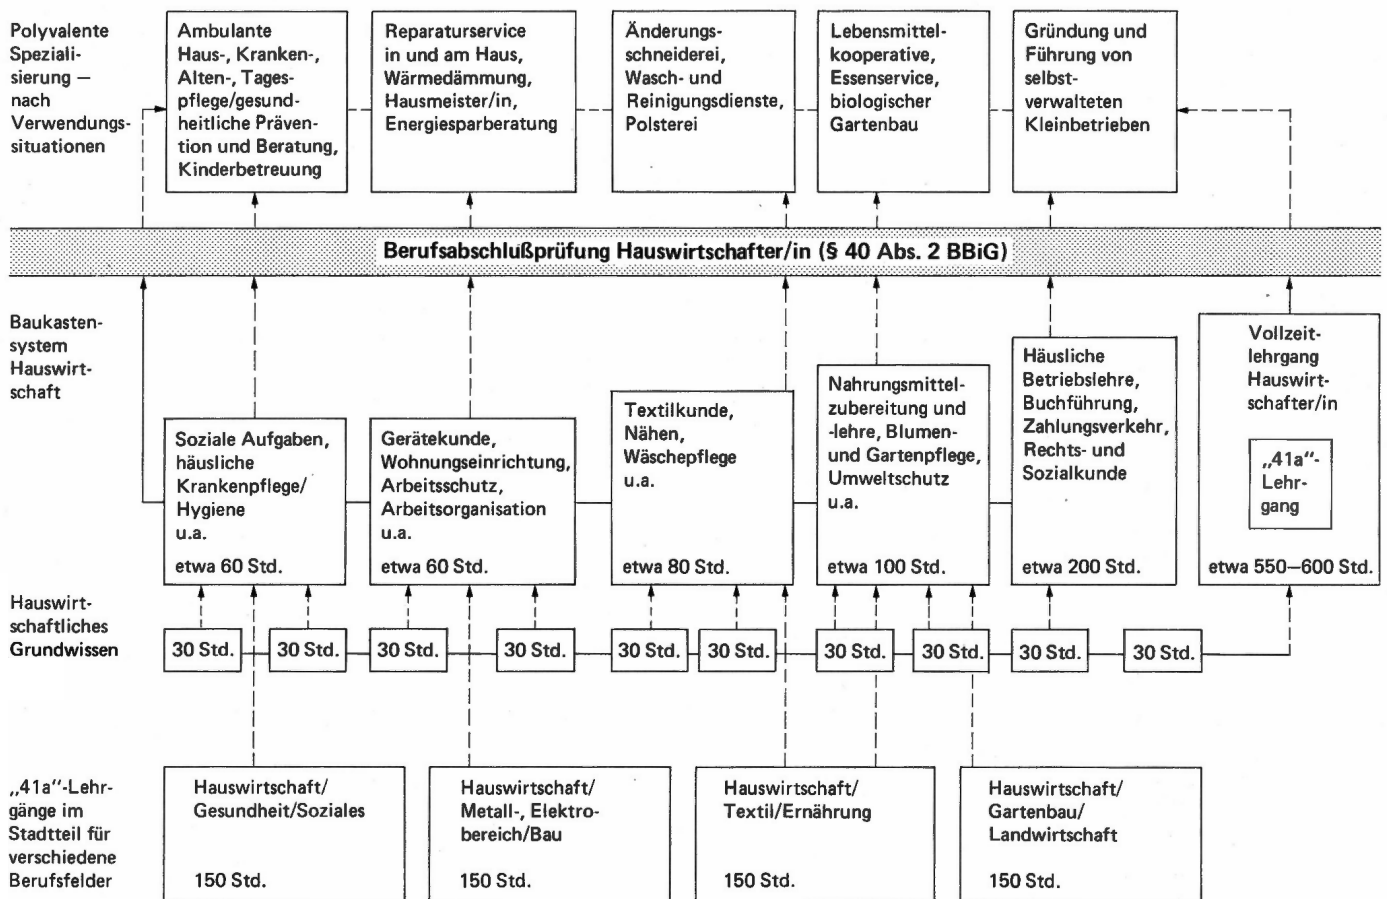 Polyvalente
Speziali-
sierung —
nach
Verwendungs-
situationen
Ambulante
Haus-, Kranken-,
Alten-, Tages-
pflege/gesund-
heitliche Präven-
tion und Beratung,
Kinderbetreuung
Reparaturservice
in und am Haus,
Wärmedämmung,
Hausmeister/in,
Energiesparberatung
Änderungs-
schneiderei,
Wasch- und
Reinigungsdienste,
Polsterei
Lebensmittel-
kooperative,
Essenservice,
biologischer
Gartenbau
Gründung und
Führung von
selbst-
verwalteten
Kleinbetrieben
Berufsabschlußprüfung Hauswirtschafter/in (§ 40 Abs. 2 BBiG)
Baukasten-
system
Hauswirt-
schaft
Soziale Aufgaben,
häusliche
Krankenpflege/
Hygiene
u.a.
etwa 60 Std.
Gerätekunde,
Wohnungseinrichtung,
Arbeitsschutz,
Arbeitsorganisation
u.a.
etwa 60 Std.
Textilkunde,
Nähen,
Wäschepflege
u.a.
etwa 80 Std.
Nahrungsmittel-
zubereitung und
-lehre, Blumen-
und Gartenpflege,
Umweltschutz
u.a.
etwa 100 Std.
Häusliche
Betriebslehre,
Buchführung,
Zahlungsverkehr,
Rechts- und
Sozialkunde
etwa 200 Std.
Vollzeit-
lehrgang
Hauswirt-
schafter/in
„41a"-
Lehr-
gang
etwa 550—600 Std.
Hauswirt-
schaftliches
Grundwissen
30 Std.
30 Std.
30 Std.
30 Std.
30 Std.
30 Std.
30 Std.
30 Std.
30 Std.
30 Std.
„41a"-Lehr-
gänge im
Stadtteil für
verschiedene
Berufsfelder
Hauswirtschaft/
Gesundheit/Soziales
150 Std.
Hauswirtschaft/
Metall-, Elektro-
bereich/Bau
150 Std.
Hauswirtschaft/
Textil/Ernährung
150 Std.
Hauswirtschaft/
Gartenbau/
Landwirtschaft
150 Std.